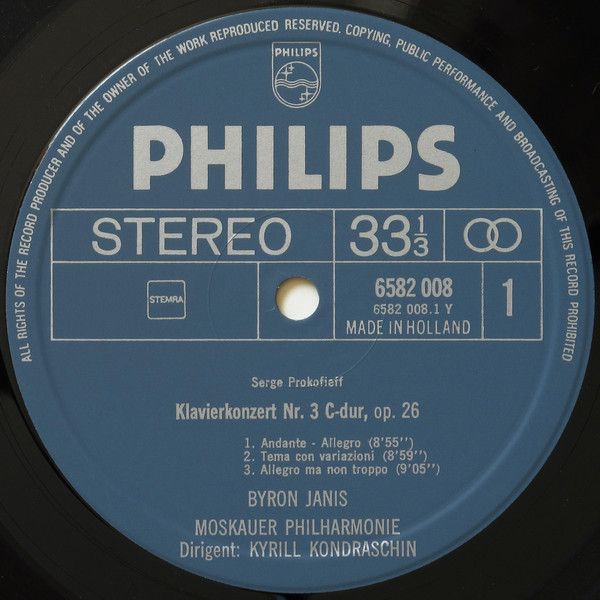 ALL RIGHTS OF THE RECORD PRODUCER AND OF THE OWNER OF THE WORK REPRODUCED RESERVED. COPYING, PUBLIC PERFORMANCE AND BROADCASTING OF THIS RECORD PROHIBITED
PHILIPS
PHILIPS
STEREO 33 1/3
STEMRA
6582 008
6582 008.1 Y
MADE IN HOLLAND
1
Serge Prokofieff
Klavierkonzert Nr. 3 C-dur, op. 26
1. Andante - Allegro (8'55'')
2. Tema con variazioni (8'59'')
3. Allegro ma non troppo (9'05'')
BYRON JANIS
MOSKAUER PHILHARMONIE
Dirigent: KYRILL KONDRASCHIN